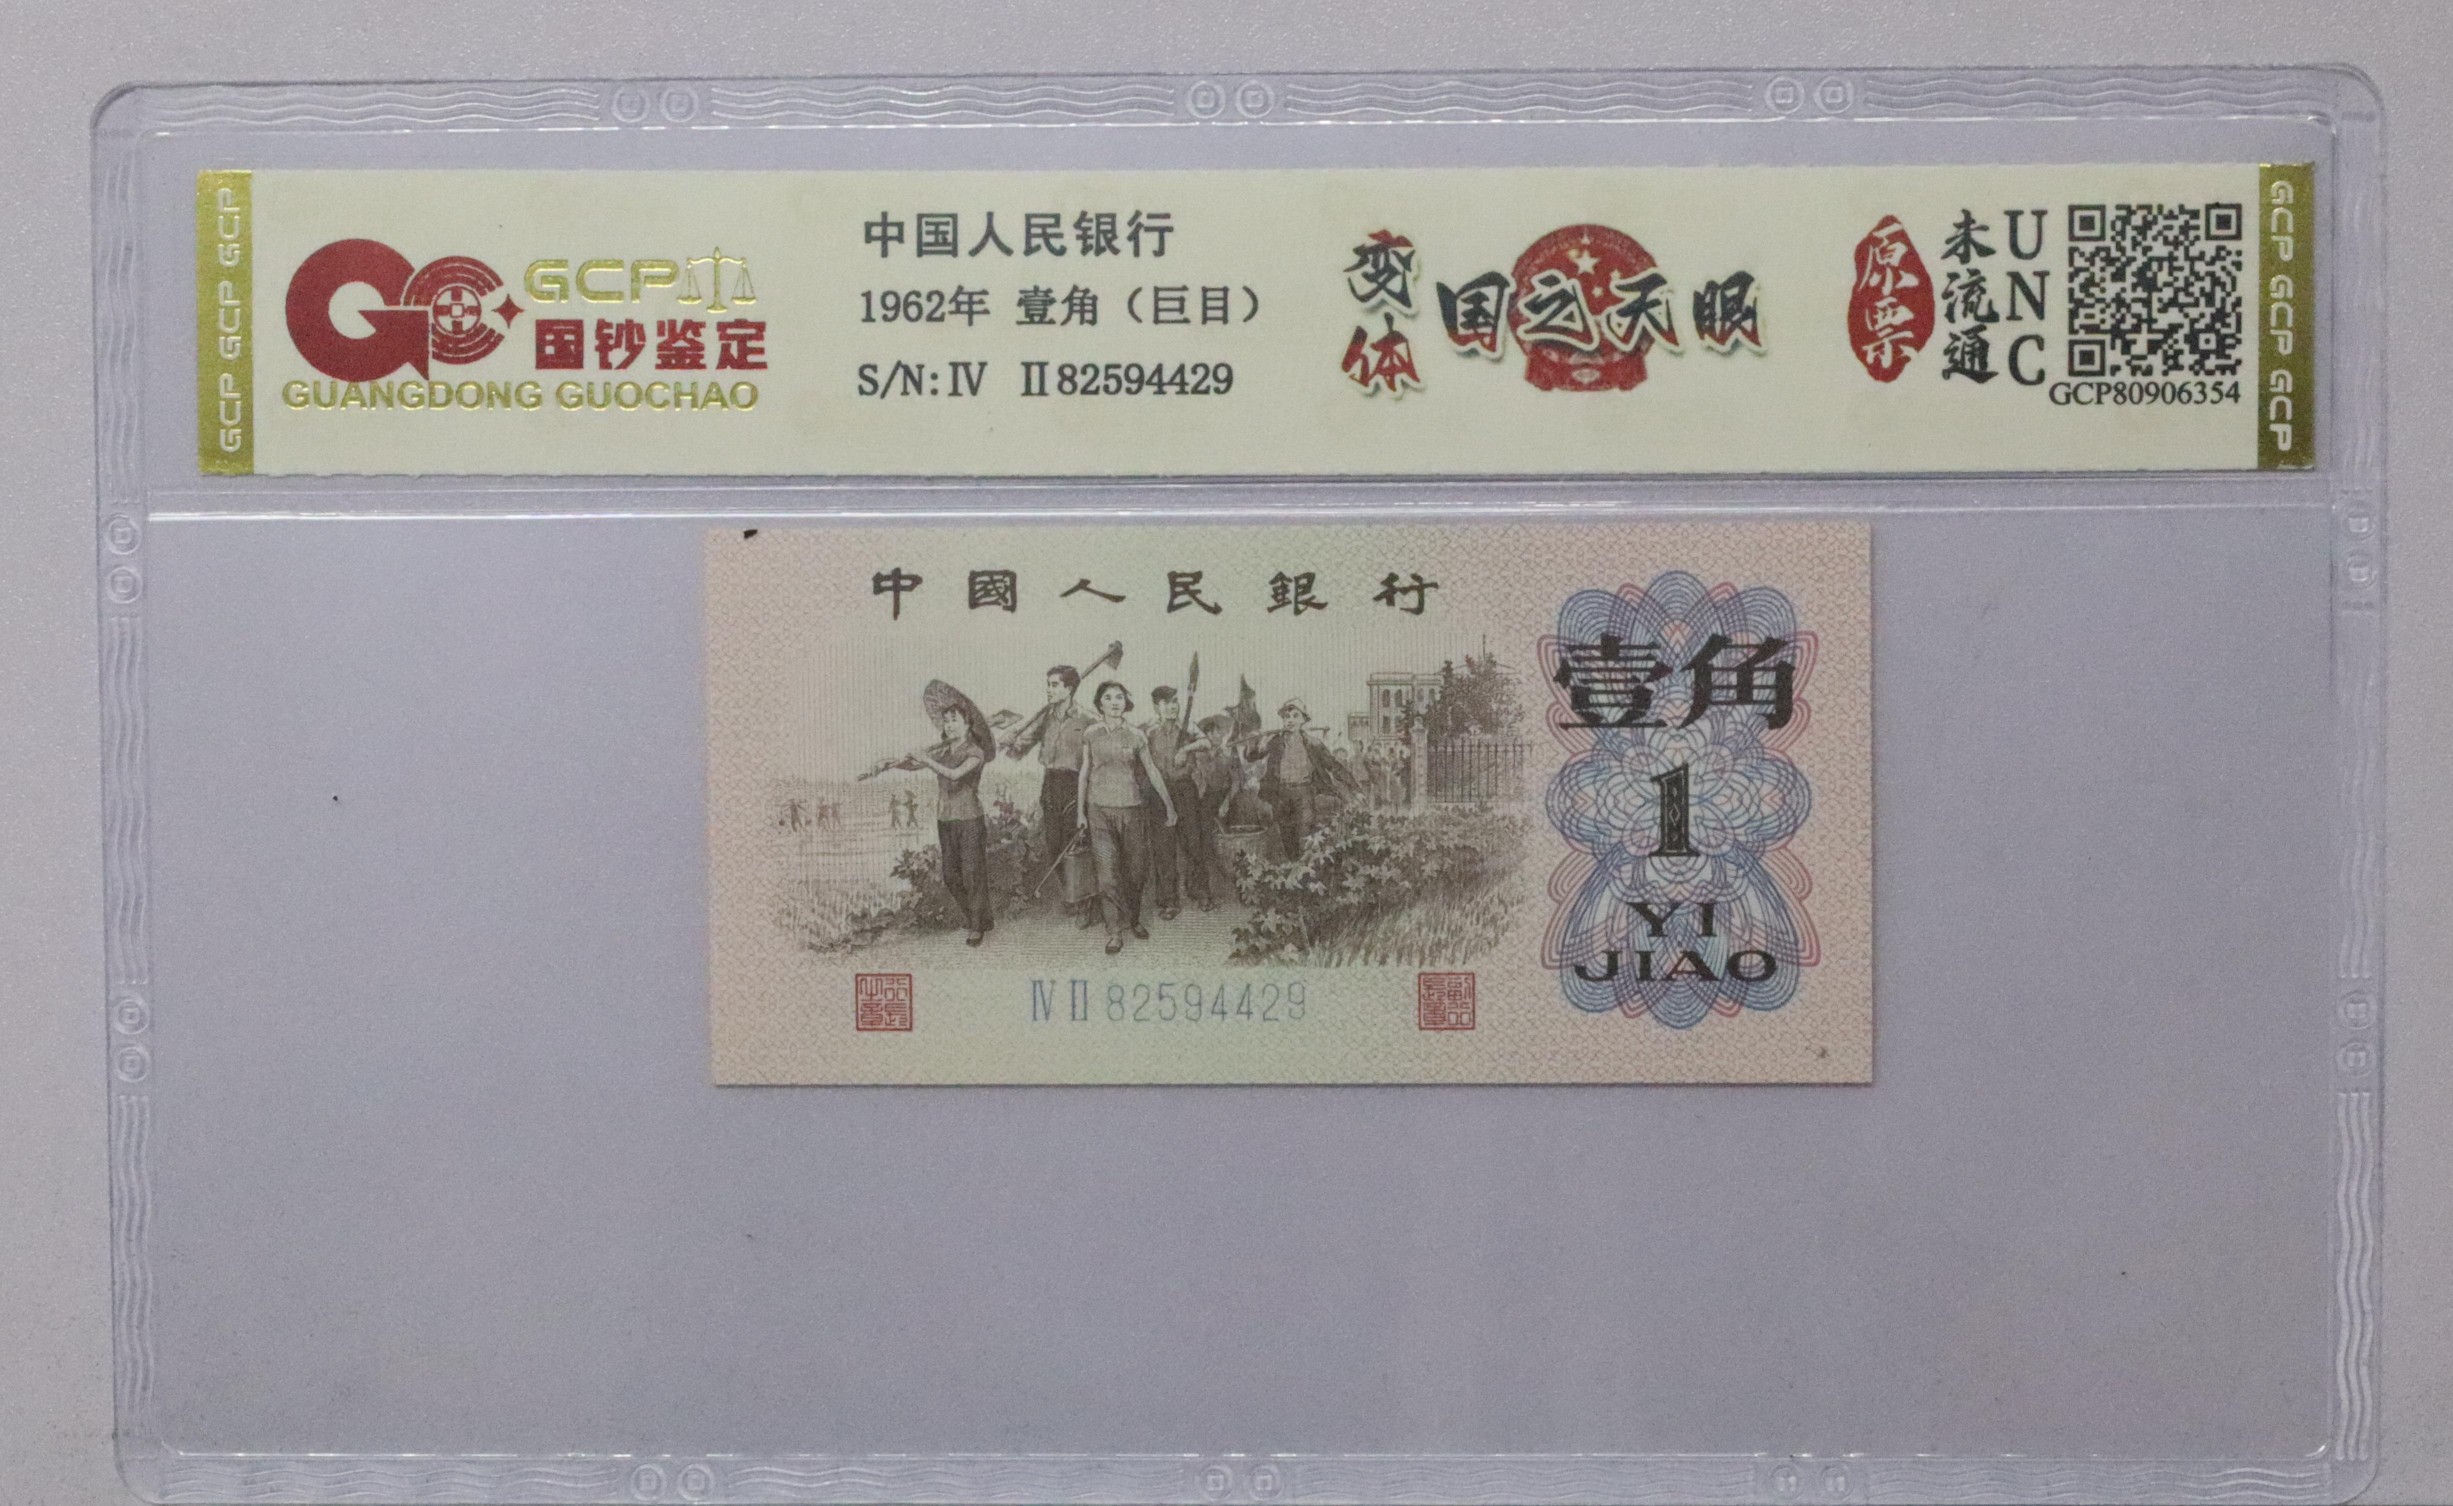 GCP GCP GCP
GCP
国钞鉴定
GUANGDONG GUOCHAO
中国人民银行
1962年 壹角（巨目）
S/N: IV II 82594429
变体
国之天眼
原票
未流通
UNC
GCP80906354
GCP GCP GCP
中國人民銀行
壹角
1
YI
JIAO
IV II 82594429